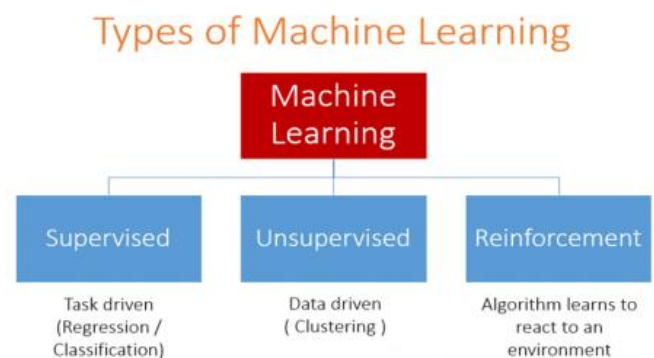 Types of Machine Learning
Machine
Learning
Supervised
Unsupervised
Reinforcement
Task driven
(Regression /
Classification)
Data driven
( Clustering )
Algorithm learns to
react to an
environment